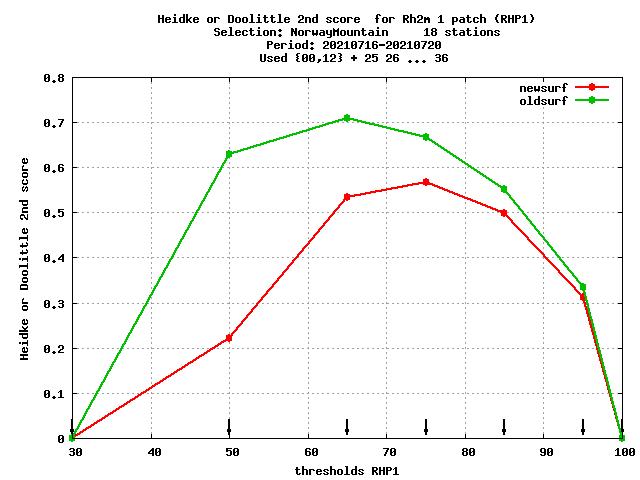 Heidke or Doolittle 2nd score  for Rh2m 1 patch (RHP1)
Selection: NorwayMountain     18 stations
Period: 20210716-20210720
Used {00,12} + 25 26 ... 36
newsurf
oldsurf
Heidke or Doolittle 2nd score
0.8
0.7
0.6
0.5
0.4
0.3
0.2
0.1
0
30 40 50 60 70 80 90 100
thresholds RHP1